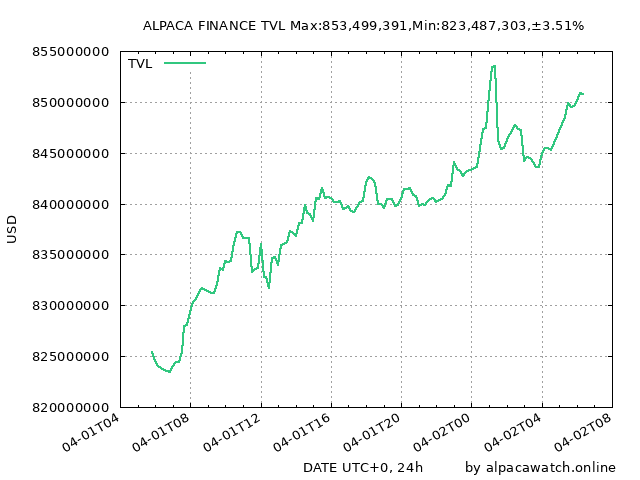 ALPACA FINANCE TVL Max:853,499,391,Min:823,487,303,±3.51%
TVL
855000000
850000000
845000000
840000000
835000000
830000000
825000000
820000000
USD
04-01T04
04-01T08
04-01T12
04-01T16
04-01T20
04-02T00
04-02T04
04-02T08
DATE UTC+0, 24h
by alpacawatch.online